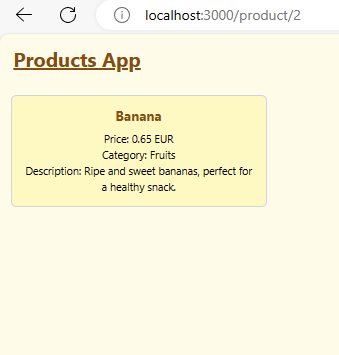 localhost:3000/product/2
Products App
Banana
Price: 0.65 EUR
Category: Fruits
Description: Ripe and sweet bananas, perfect for
a healthy snack.